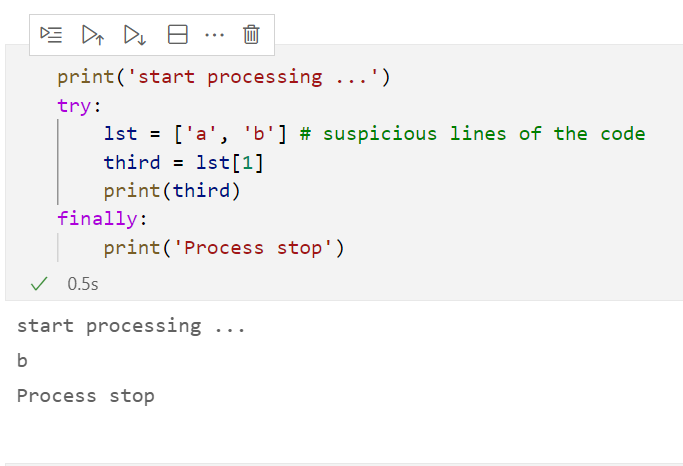 print('start processing ...')
try:
    lst = ['a', 'b'] # suspicious lines of the code
    third = lst[1]
    print(third)
finally:
    print('Process stop')
0.5s
start processing ...
b
Process stop